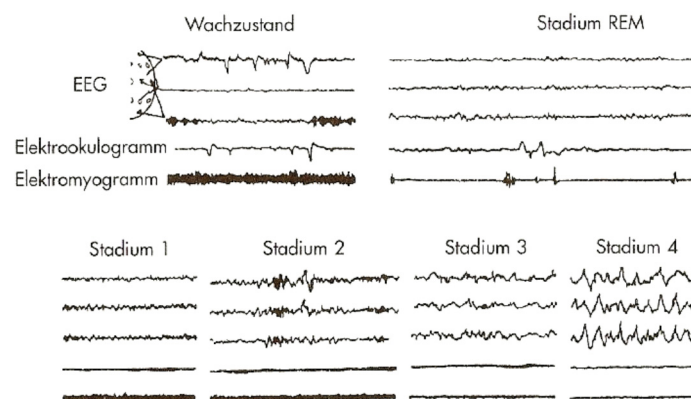 Wachzustand
Stadium REM
EEG
Elektrookulogramm
Elektromyogramm
Stadium 1
Stadium 2
Stadium 3
Stadium 4